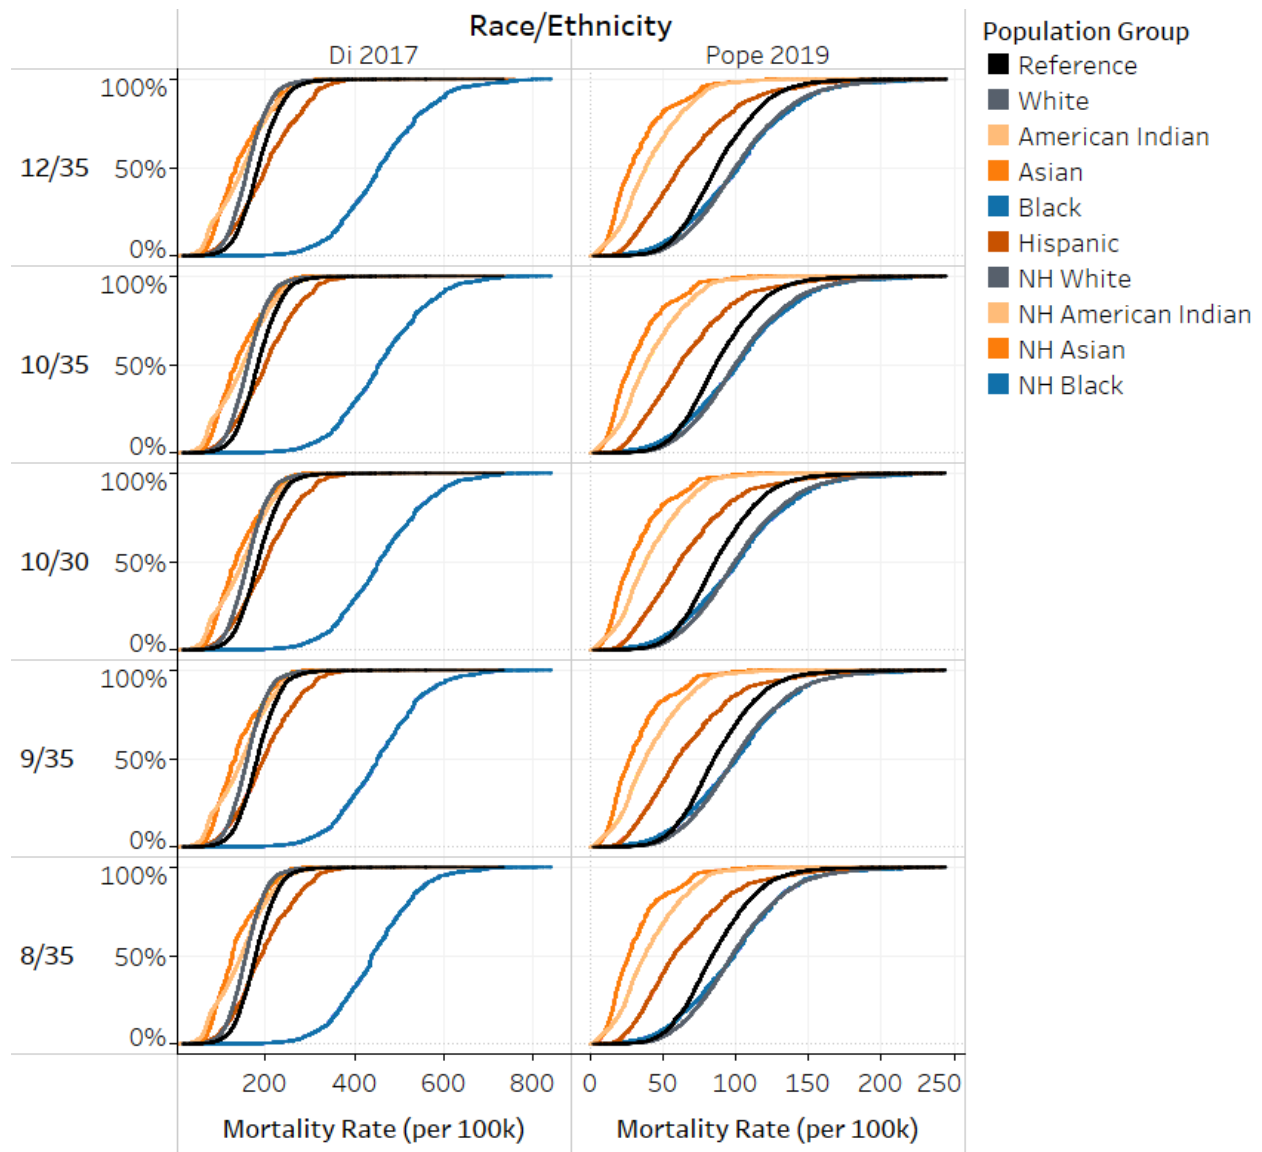 Race/Ethnicity
Di 2017
Pope 2019
12/35
100%
50%
0%
10/35
100%
50%
0%
10/30
100%
50%
0%
9/35
100%
50%
0%
8/35
100%
50%
0%
200 400 600 800
0 50 100 150 200 250
Mortality Rate (per 100k)
Mortality Rate (per 100k)
Population Group
Reference
White
American Indian
Asian
Black
Hispanic
NH White
NH American Indian
NH Asian
NH Black